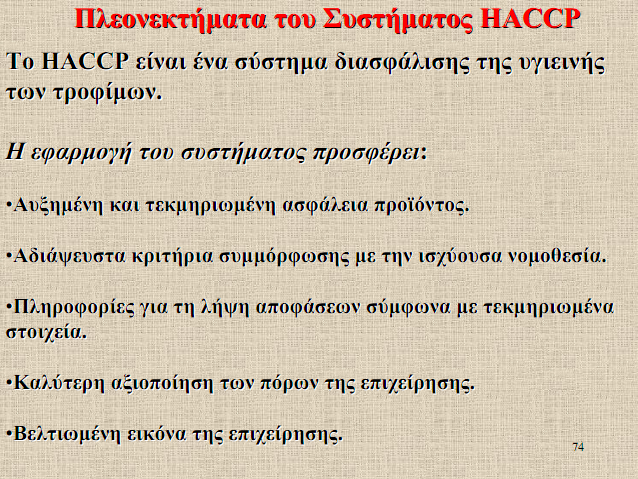 Πλεονεκτήματα του Συστήματος HACCP
Το HACCP είναι ένα σύστημα διασφάλισης της υγιεινής
των τροφίμων.
Η εφαρμογή του συστήματος προσφέρει:
•Αυξημένη και τεκμηριωμένη ασφάλεια προϊόντος.
•Αδιάψευστα κριτήρια συμμόρφωσης με την ισχύουσα νομοθεσία.
•Πληροφορίες για τη λήψη αποφάσεων σύμφωνα με τεκμηριωμένα
στοιχεία.
•Καλύτερη αξιοποίηση των πόρων της επιχείρησης.
•Βελτιωμένη εικόνα της επιχείρησης.
74